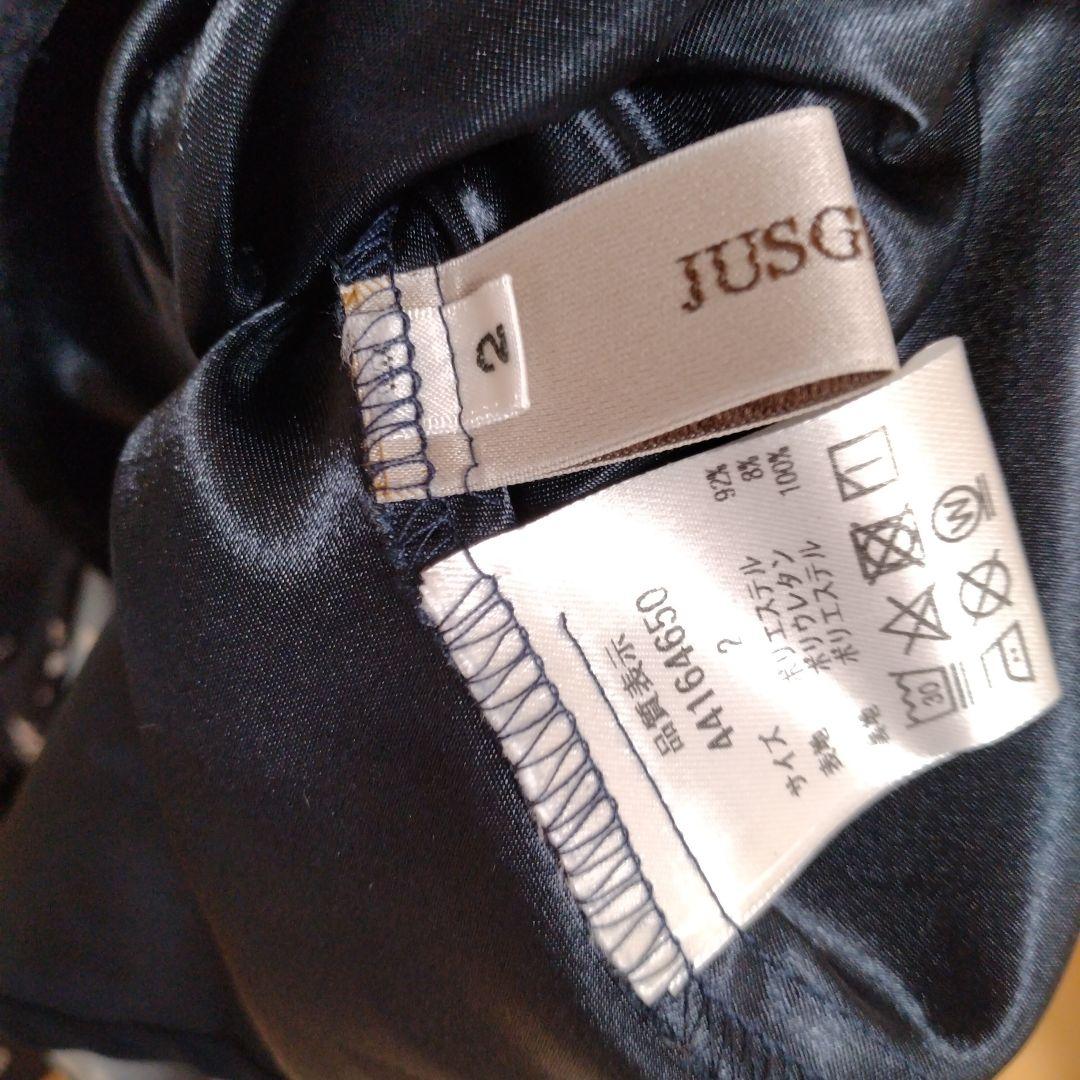 JUSG
2
品質表示
44164650
サイズ 2
表地 ポリエステル 92%
ポリウレタン 8%
裏地 ポリエステル 100%
30
W